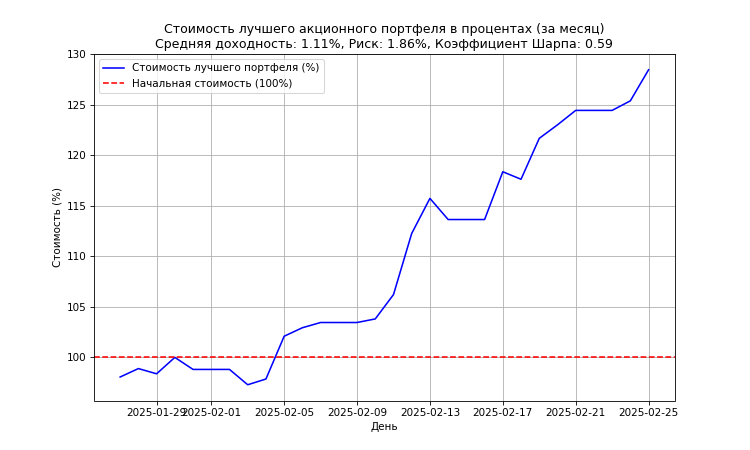 Стоимость лучшего акционного портфеля в процентах (за месяц)
Средняя доходность: 1.11%, Риск: 1.86%, Коэффициент Шарпа: 0.59
Стоимость лучшего портфеля (%)
Начальная стоимость (100%)
Стоимость (%)
130
125
120
115
110
105
100
2025-01-29 2025-02-01 2025-02-05 2025-02-09 2025-02-13 2025-02-17 2025-02-21 2025-02-25
День